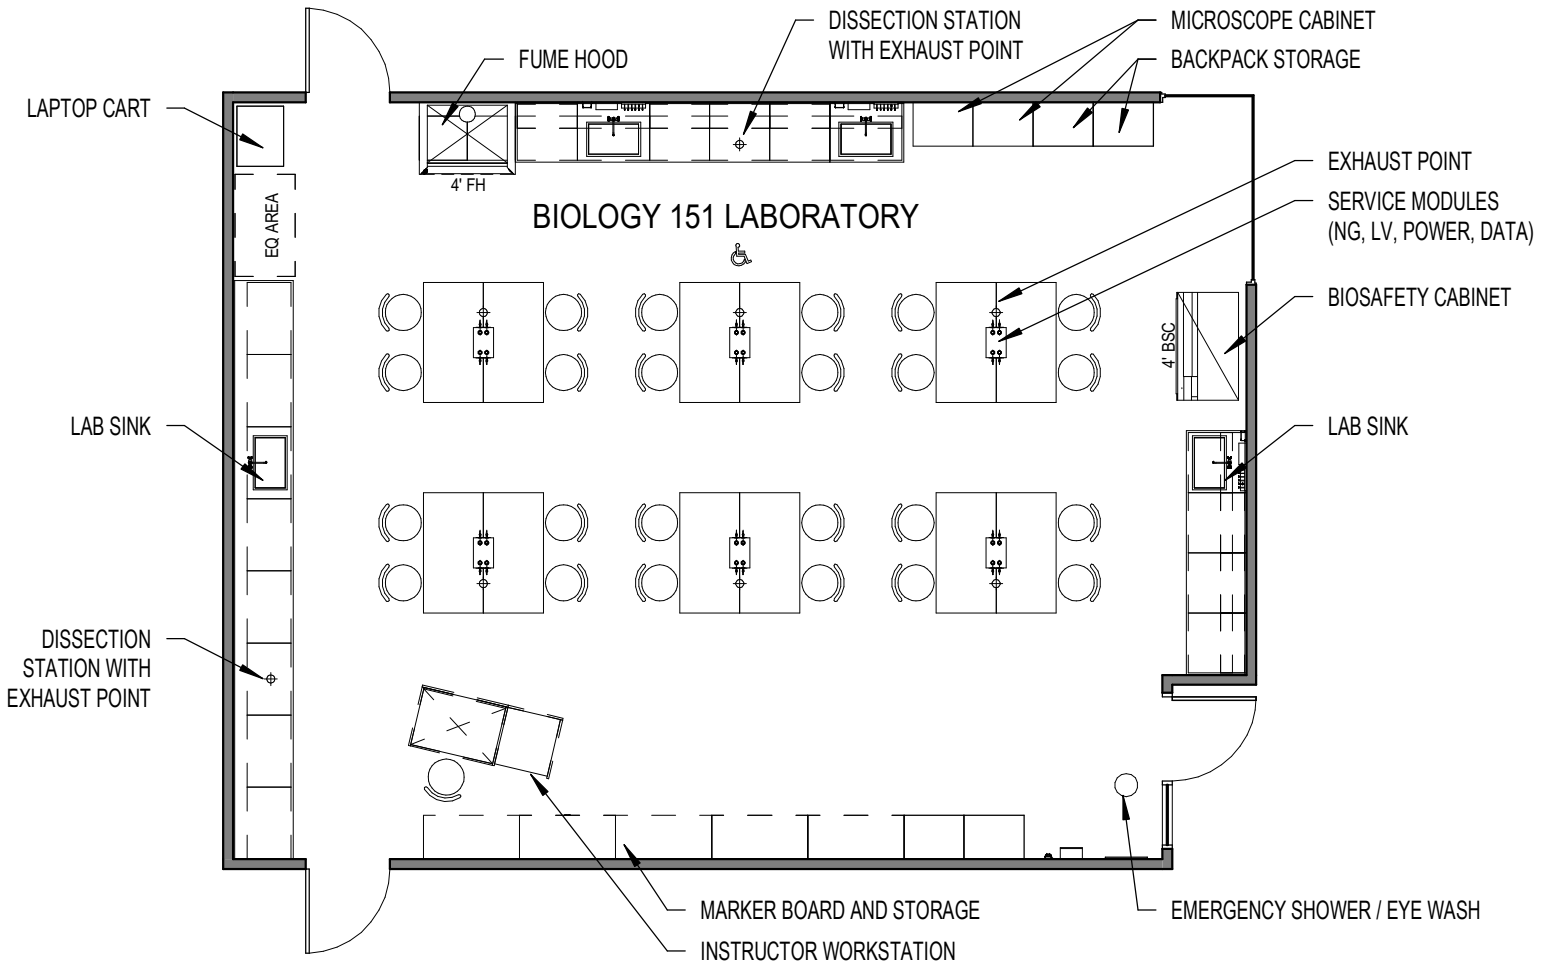 DISSECTION STATION
WITH EXHAUST POINT
MICROSCOPE CABINET
BACKPACK STORAGE
FUME HOOD
LAPTOP CART
EXHAUST POINT
4' FH
SERVICE MODULES
(NG, LV, POWER, DATA)
BIOLOGY 151 LABORATORY
EQ AREA
BIOSAFETY CABINET
4' BSC
LAB SINK
LAB SINK
DISSECTION
STATION WITH
EXHAUST POINT
MARKER BOARD AND STORAGE
EMERGENCY SHOWER / EYE WASH
INSTRUCTOR WORKSTATION